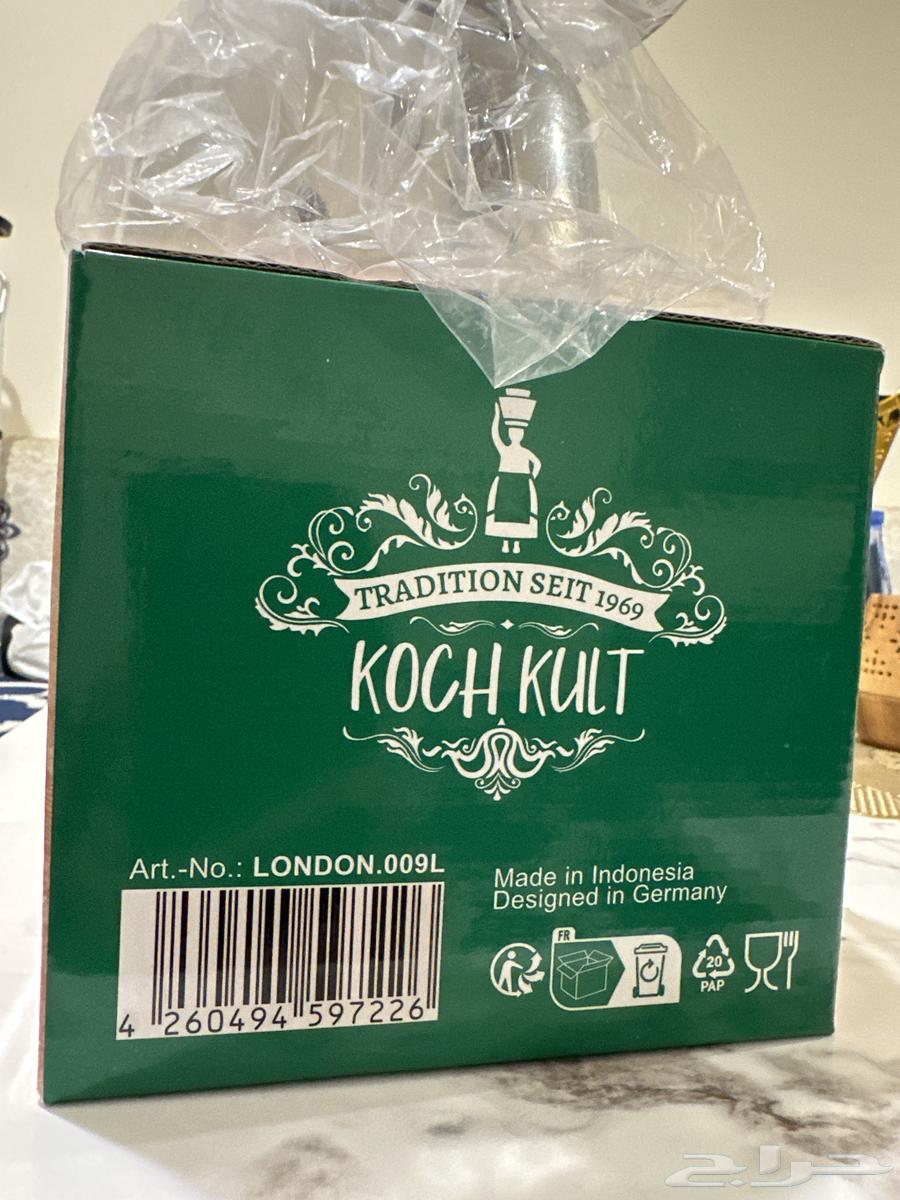 TRADITION SEIT 1969
KOCH KULT
Art.-No.: LONDON.009L
4 260494 597226
Made in Indonesia
Designed in Germany
FR
20
PAP
حراج